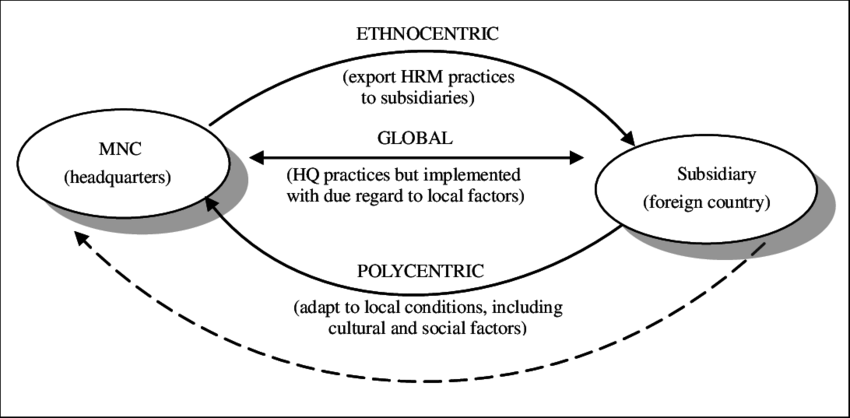 ETHNOCENTRIC
(export HRM practices
to subsidiaries)
MNC
(headquarters)
GLOBAL
(HQ practices but implemented
with due regard to local factors)
Subsidiary
(foreign country)
POLYCENTRIC
(adapt to local conditions, including
cultural and social factors)